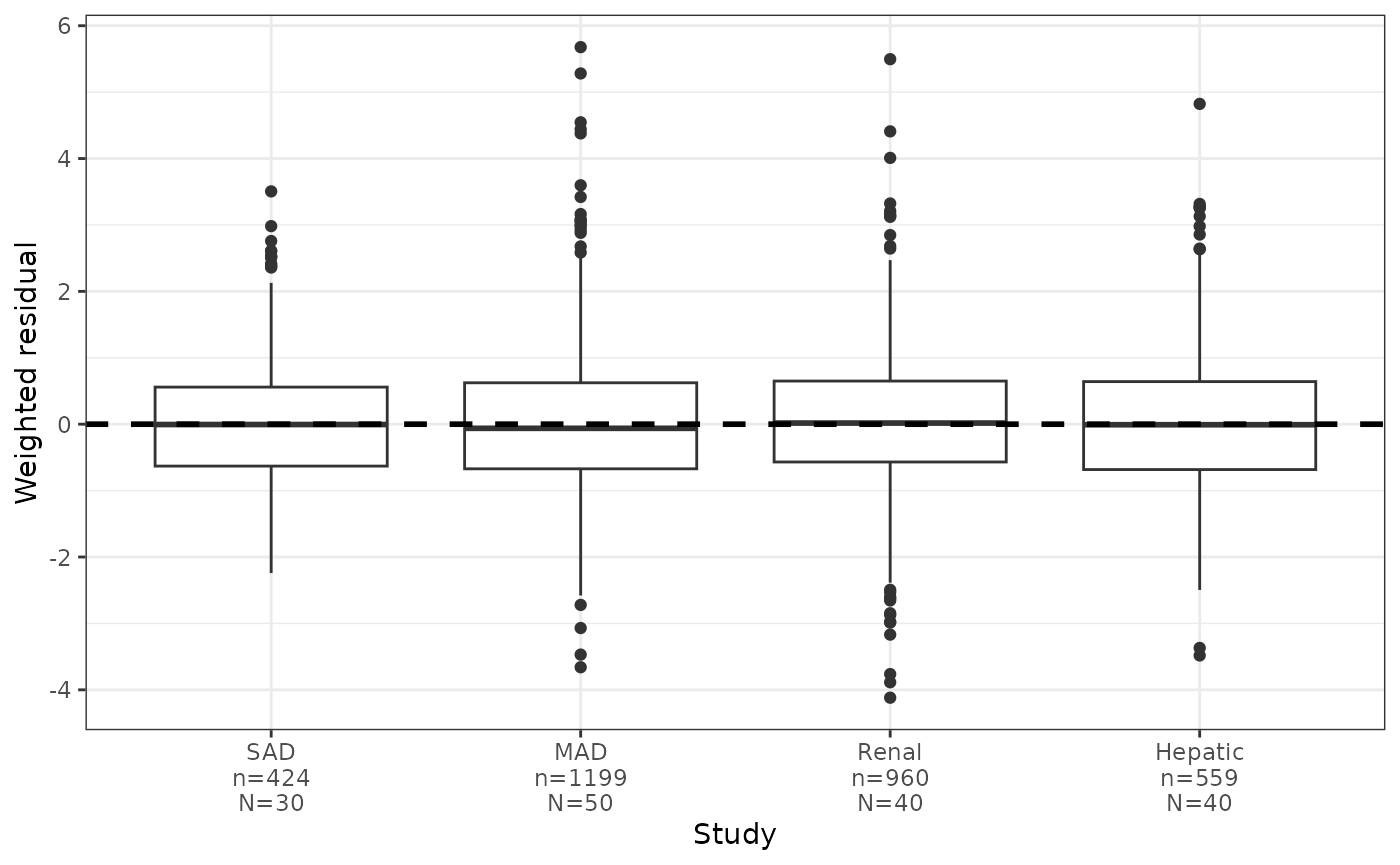 6
4
2
0
-2
-4
Weighted residual
SAD MAD Renal Hepatic
n=424 n=1199 n=960 n=559
N=30 N=50 N=40 N=40
Study